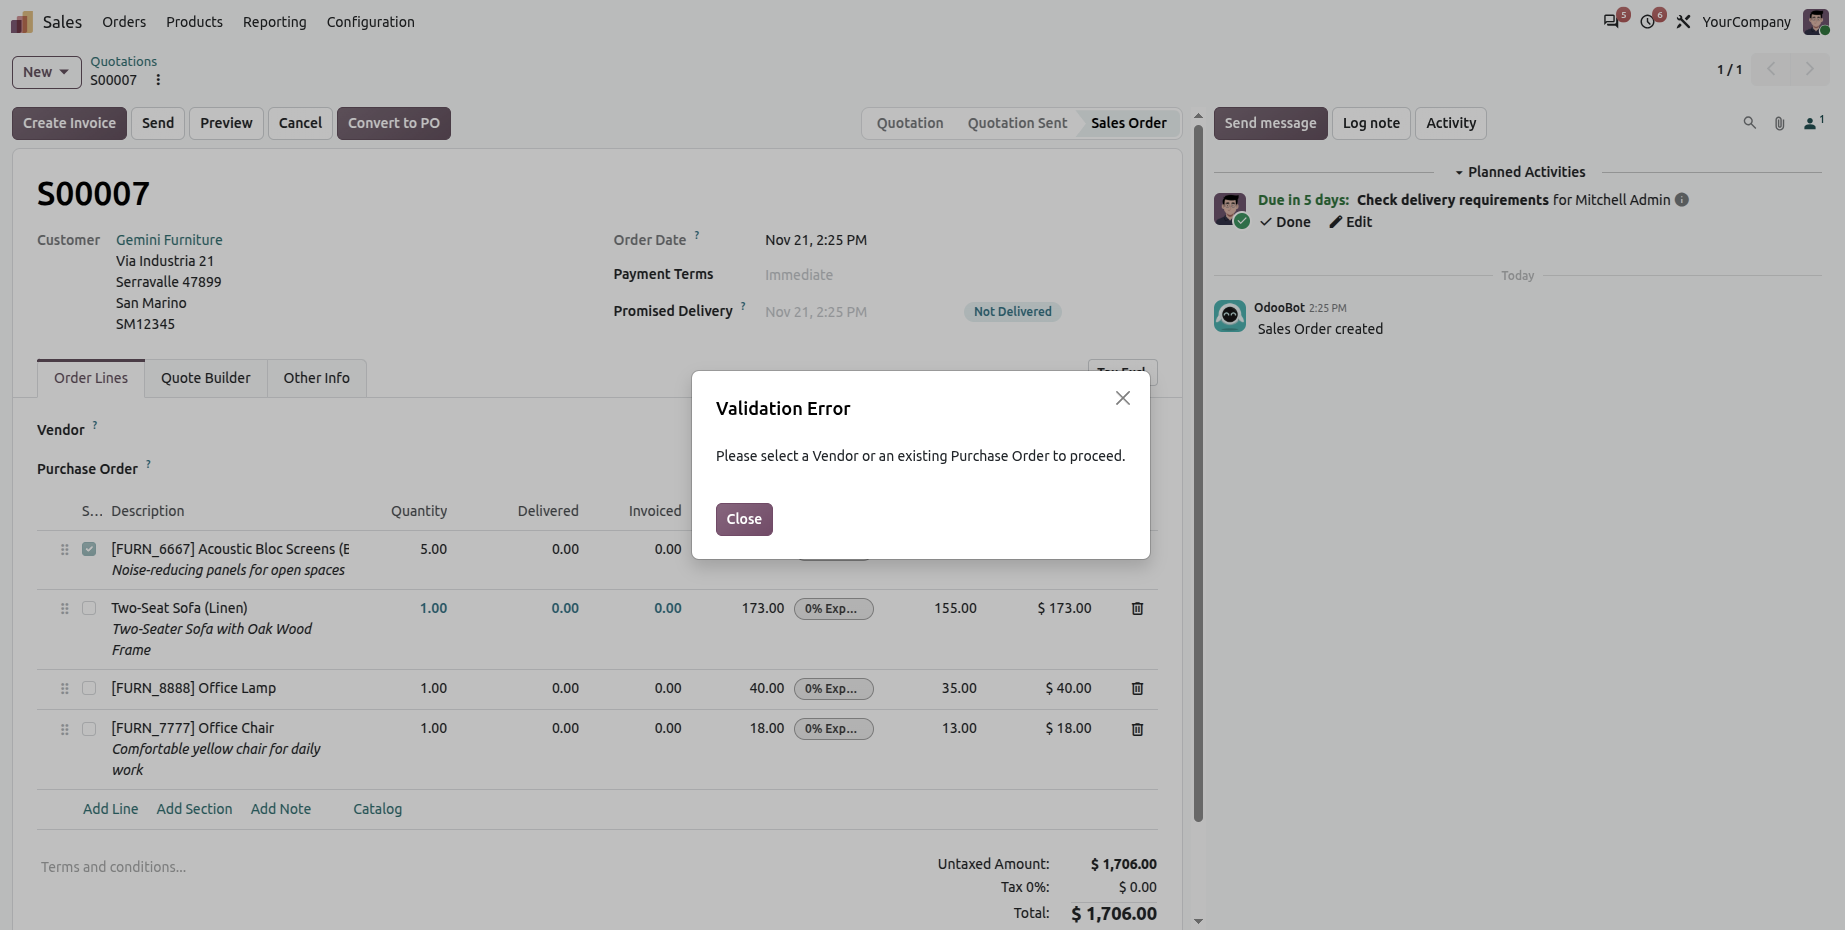 Sales Orders Products Reporting Configuration 5 6 YourCompany
New Quotations
S00007
1 / 1
Create Invoice Send Preview Cancel Convert to PO Quotation Quotation Sent Sales Order Send message Log note Activity 1
Planned Activities
S00007
Due in 5 days: Check delivery requirements for Mitchell Admin
Done Edit
Customer Gemini Furniture
Via Industria 21
Serravalle 47899
San Marino
SM12345
Order Date ? Nov 21, 2:25 PM
Payment Terms Immediate
Promised Delivery ? Nov 21, 2:25 PM Not Delivered
Today
OdooBot 2:25 PM
Sales Order created
Order Lines Quote Builder Other Info
Vendor ?
Purchase Order ?
Validation Error
Please select a Vendor or an existing Purchase Order to proceed.
Close
S... Description Quantity Delivered Invoiced
[FURN_6667] Acoustic Bloc Screens 5.00 0.00 0.00
Noise-reducing panels for open spaces
Two-Seat Sofa (Linen) 1.00 0.00 0.00 173.00 0% Exp... 155.00 $ 173.00
Two-Seater Sofa with Oak Wood
Frame
[FURN_8888] Office Lamp 1.00 0.00 0.00 40.00 0% Exp... 35.00 $ 40.00
[FURN_7777] Office Chair 1.00 0.00 0.00 18.00 0% Exp... 13.00 $ 18.00
Comfortable yellow chair for daily
work
Add Line Add Section Add Note Catalog
Terms and conditions...
Untaxed Amount: $ 1,706.00
Tax 0%: $ 0.00
Total: $ 1,706.00